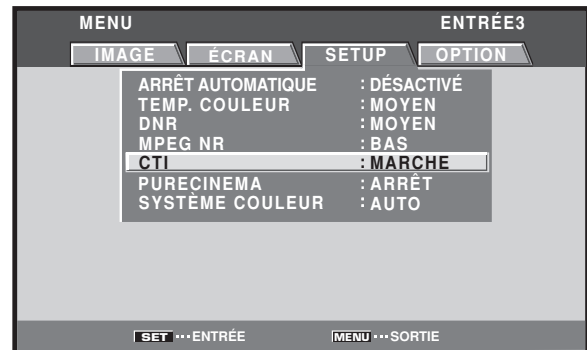 MENU ENTRÉE3
IMAGE ÉCRAN SETUP OPTION
ARRÊT AUTOMATIQUE : DÉSACTIVÉ
TEMP. COULEUR : MOYEN
DNR : MOYEN
MPEG NR : BAS
CTI : MARCHE
PURECINEMA : ARRÊT
SYSTÈME COULEUR : AUTO
SET ··· ENTRÉE MENU ··· SORTIE